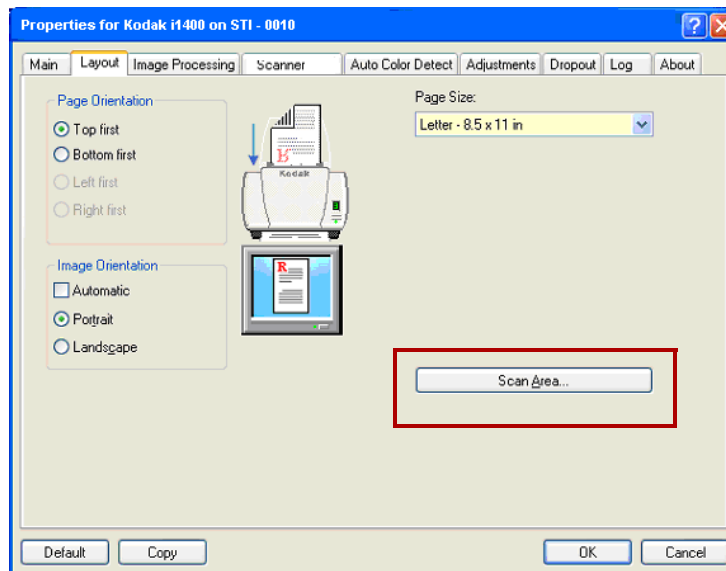 Properties for Kodak i1400 on STI - 0010
Main Layout Image Processing Scanner Auto Color Detect Adjustments Dropout Log About
Page Orientation
Top first
Bottom first
Left first
Right first
Kodak
R
Image Orientation
Automatic
Portrait
Landscape
R
Page Size:
Letter - 8.5 x 11 in
Scan Area...
Default Copy OK Cancel